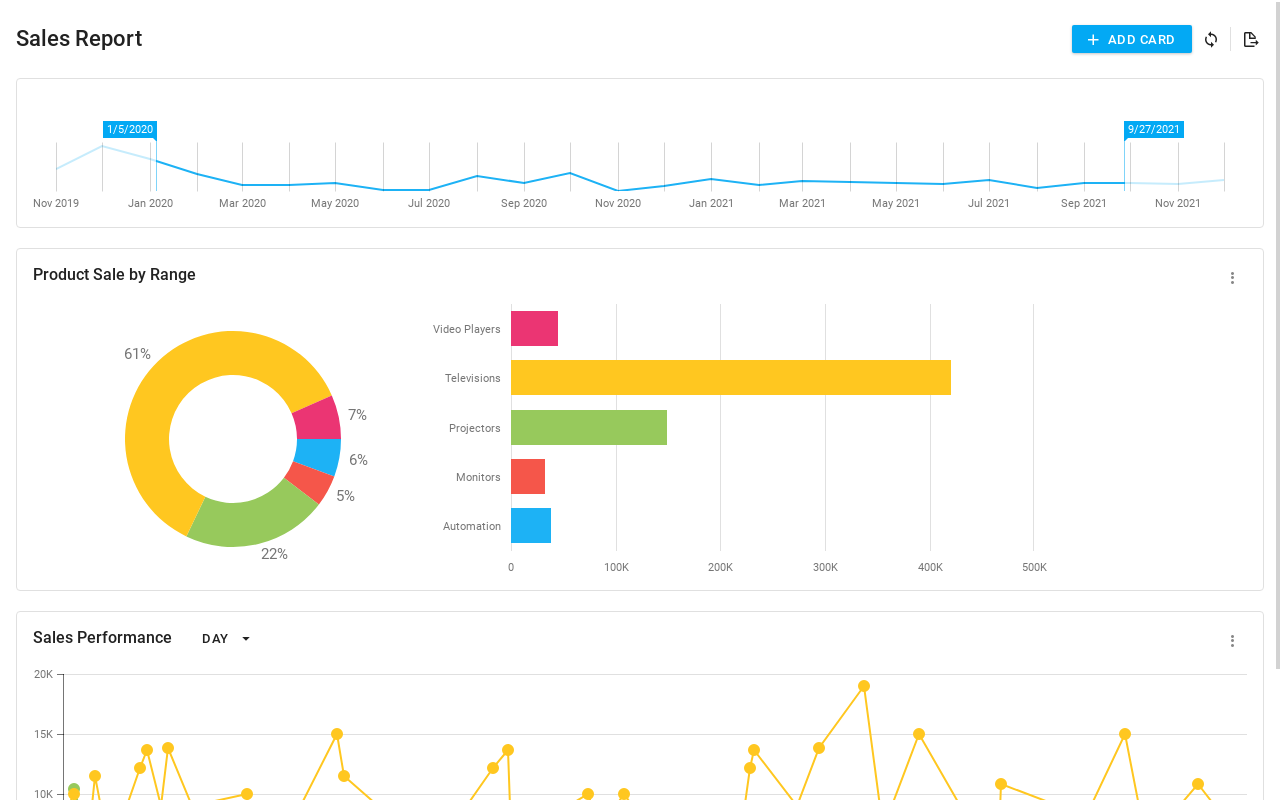 Sales Report
ADD CARD
1/5/2020
9/27/2021
Nov 2019 Jan 2020 Mar 2020 May 2020 Jul 2020 Sep 2020 Nov 2020 Jan 2021 Mar 2021 May 2021 Jul 2021 Sep 2021 Nov 2021
Product Sale by Range
61%
7%
6%
5%
22%
Video Players
Televisions
Projectors
Monitors
Automation
0 100K 200K 300K 400K 500K
Sales Performance DAY
20K
15K
10K